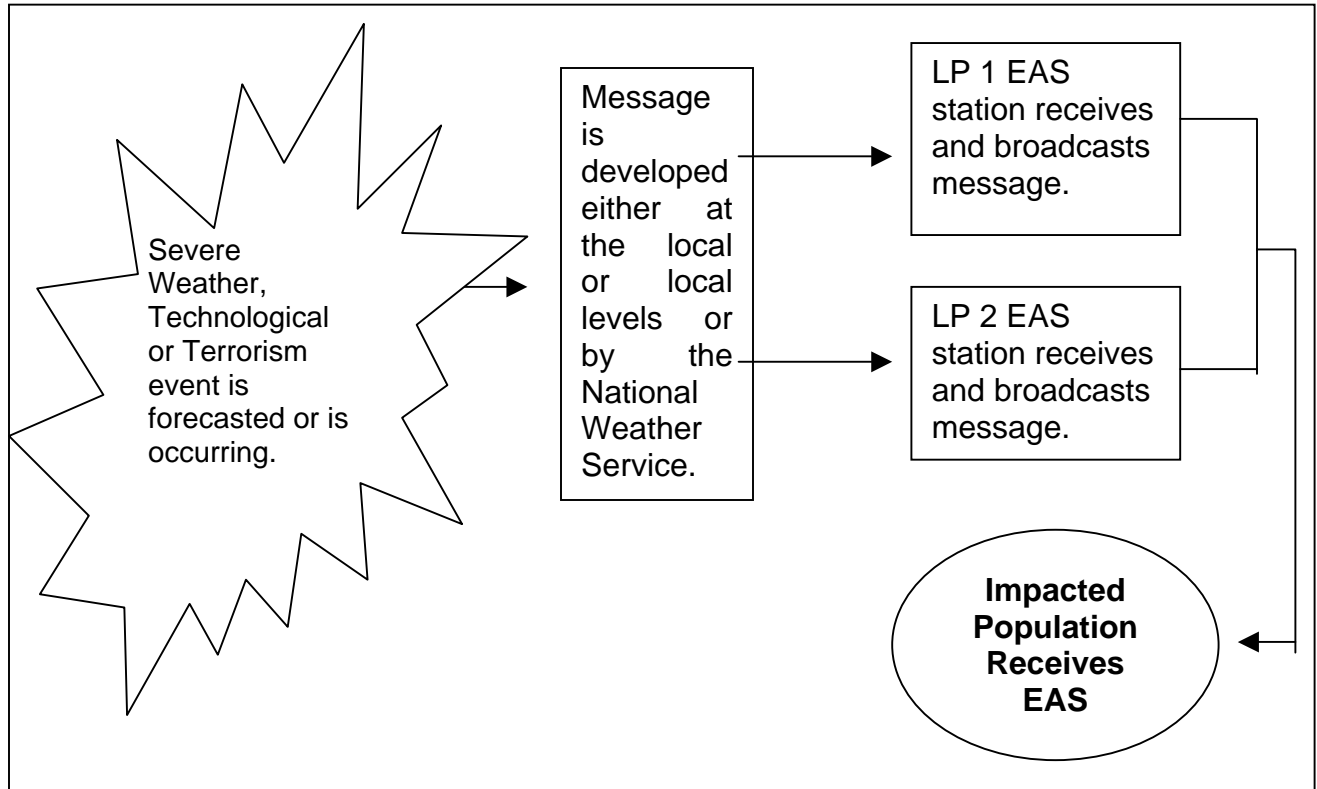 Severe
Weather,
Technological
or Terrorism
event is
forecasted or is
occurring.
Message
is
developed
either at
the local
or local
levels or
by the
National
Weather
Service.
LP 1 EAS
station receives
and broadcasts
message.
LP 2 EAS
station receives
and broadcasts
message.
Impacted
Population
Receives
EAS